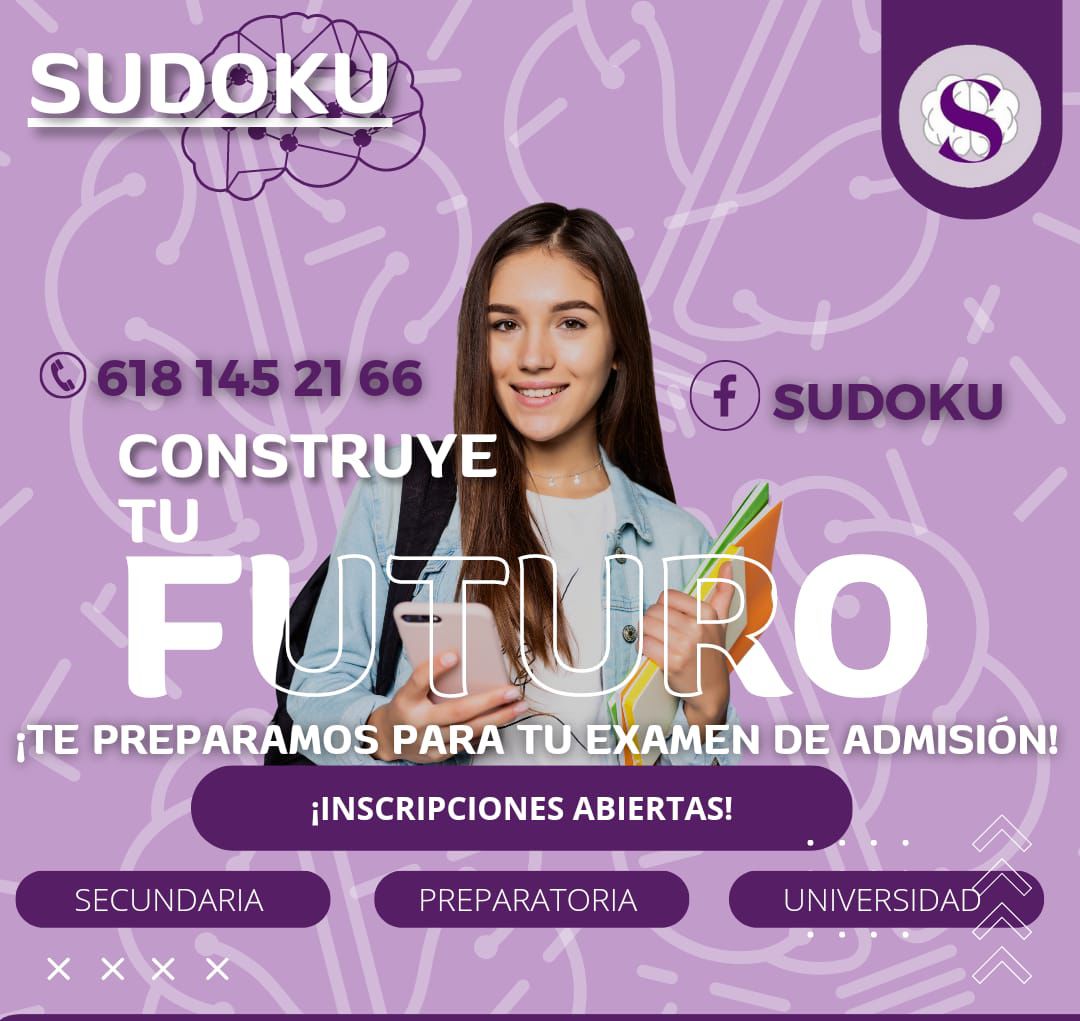 SUDOKU
S
618 145 21 66
SUDOKU
CONSTRUYE
TU
FUTURO
¡TE PREPARAMOS PARA TU EXAMEN DE ADMISIÓN!
¡INSCRIPCIONES ABIERTAS!
SECUNDARIA
PREPARATORIA
UNIVERSIDAD